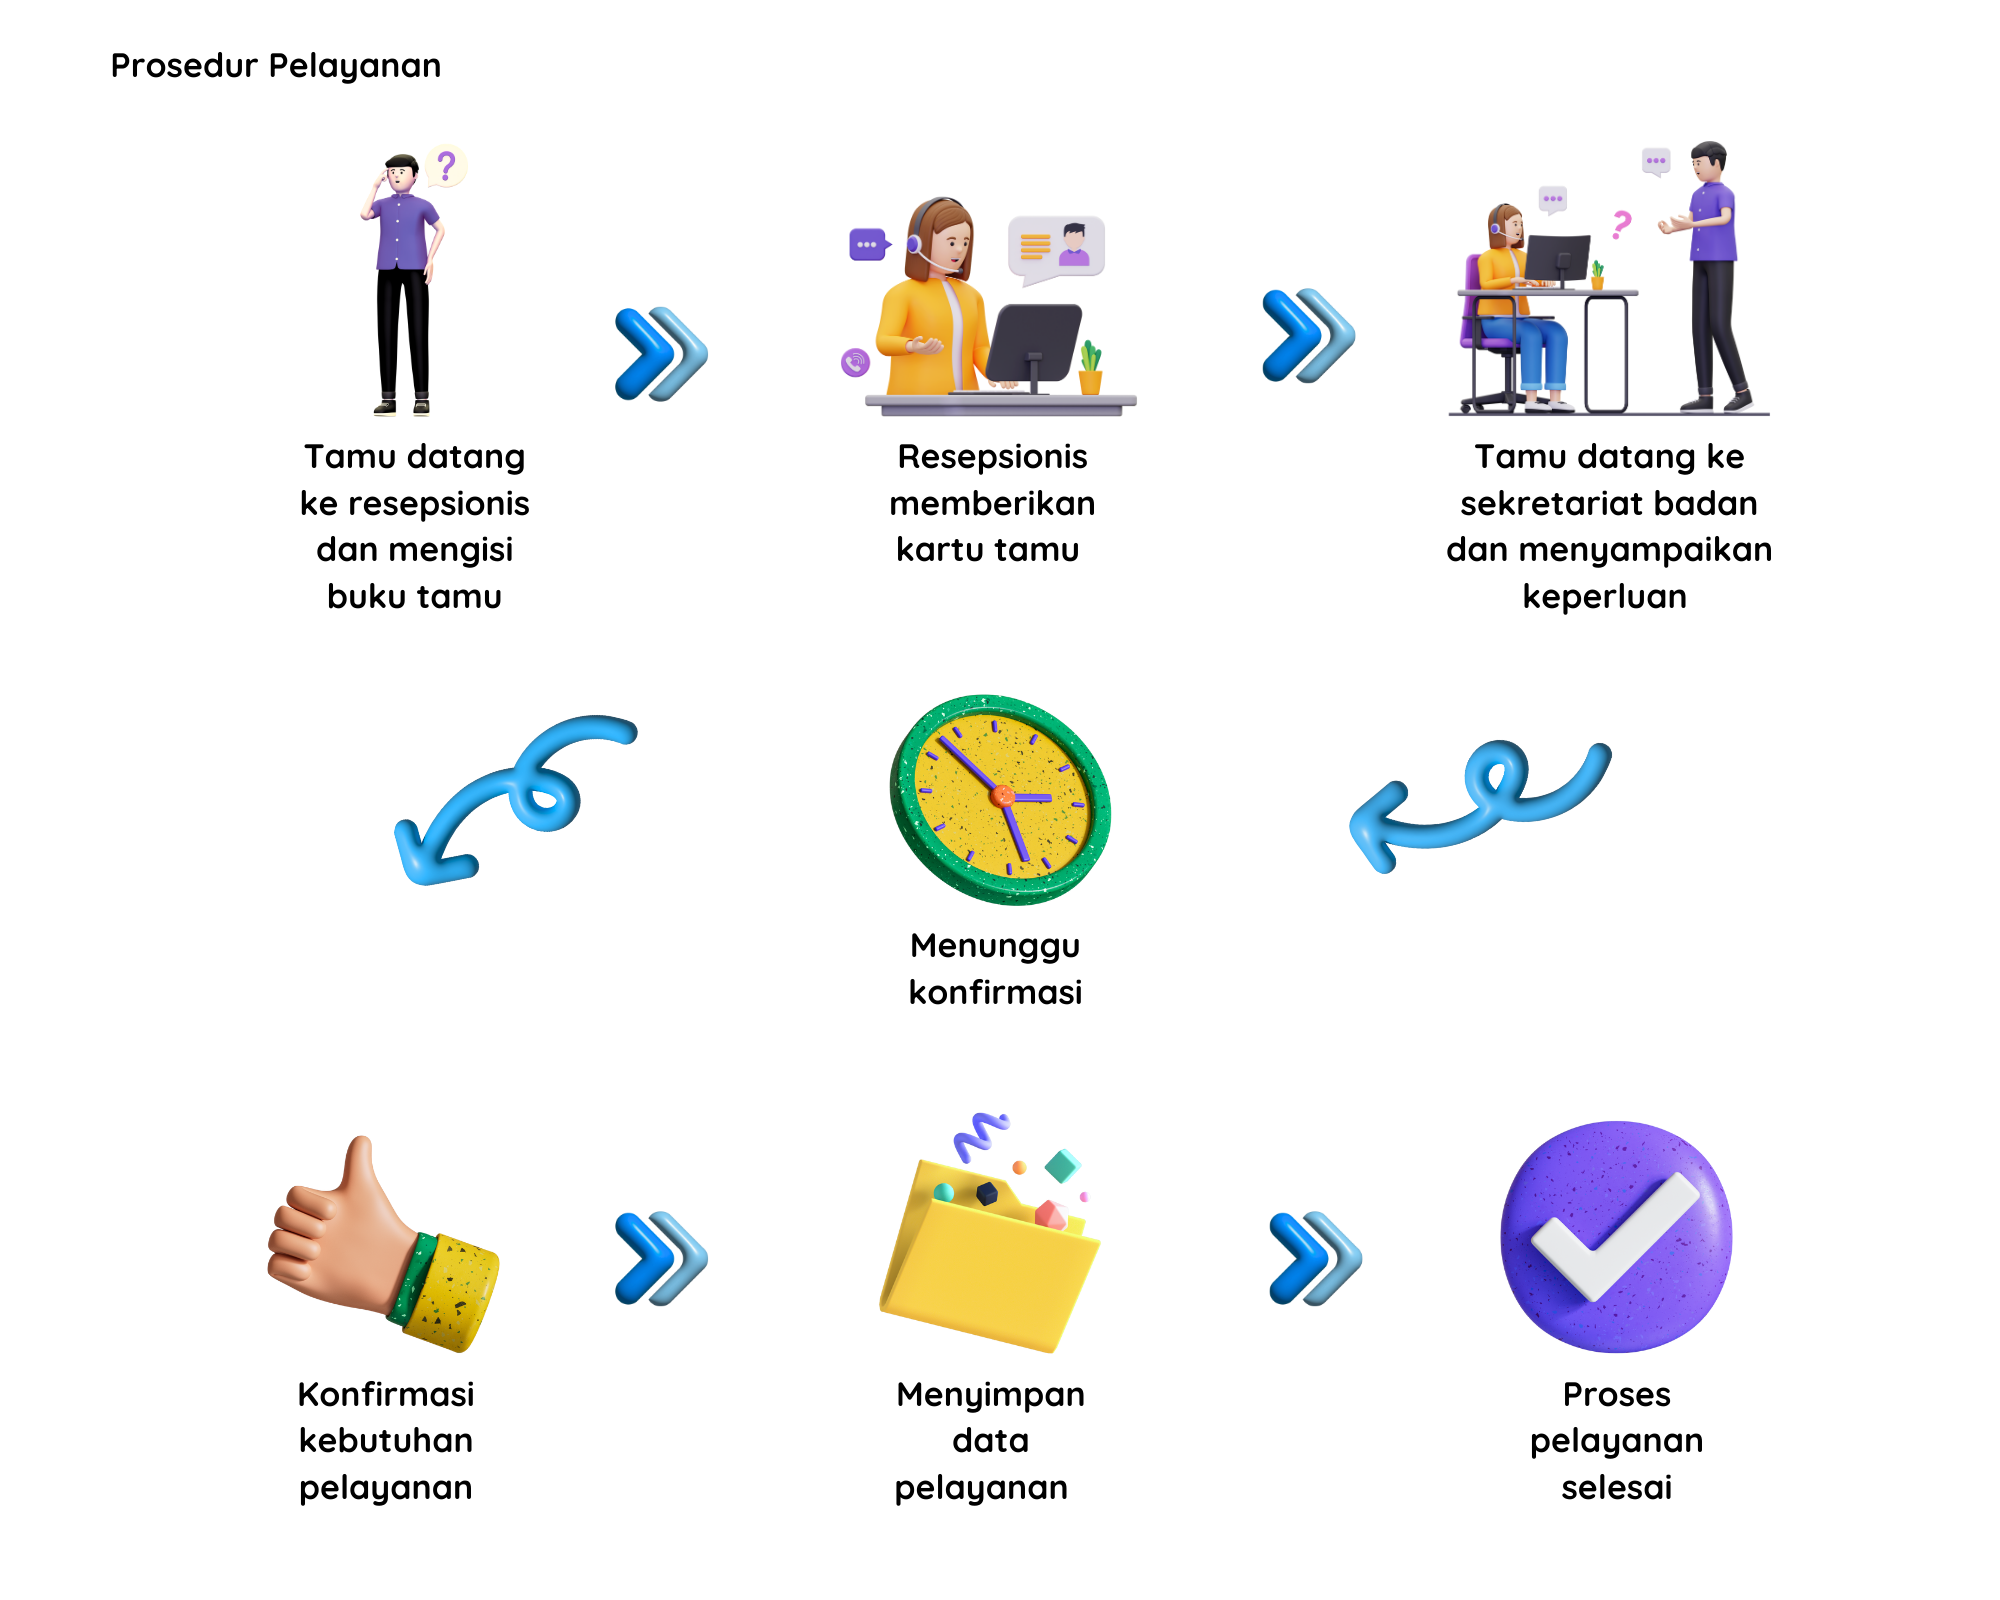 Prosedur Pelayanan
Tamu datang
ke resepsionis
dan mengisi
buku tamu
Resepsionis
memberikan
kartu tamu
Tamu datang ke
sekretariat badan
dan menyampaikan
keperluan
Menunggu
konfirmasi
Konfirmasi
kebutuhan
pelayanan
Menyimpan
data
pelayanan
Proses
pelayanan
selesai